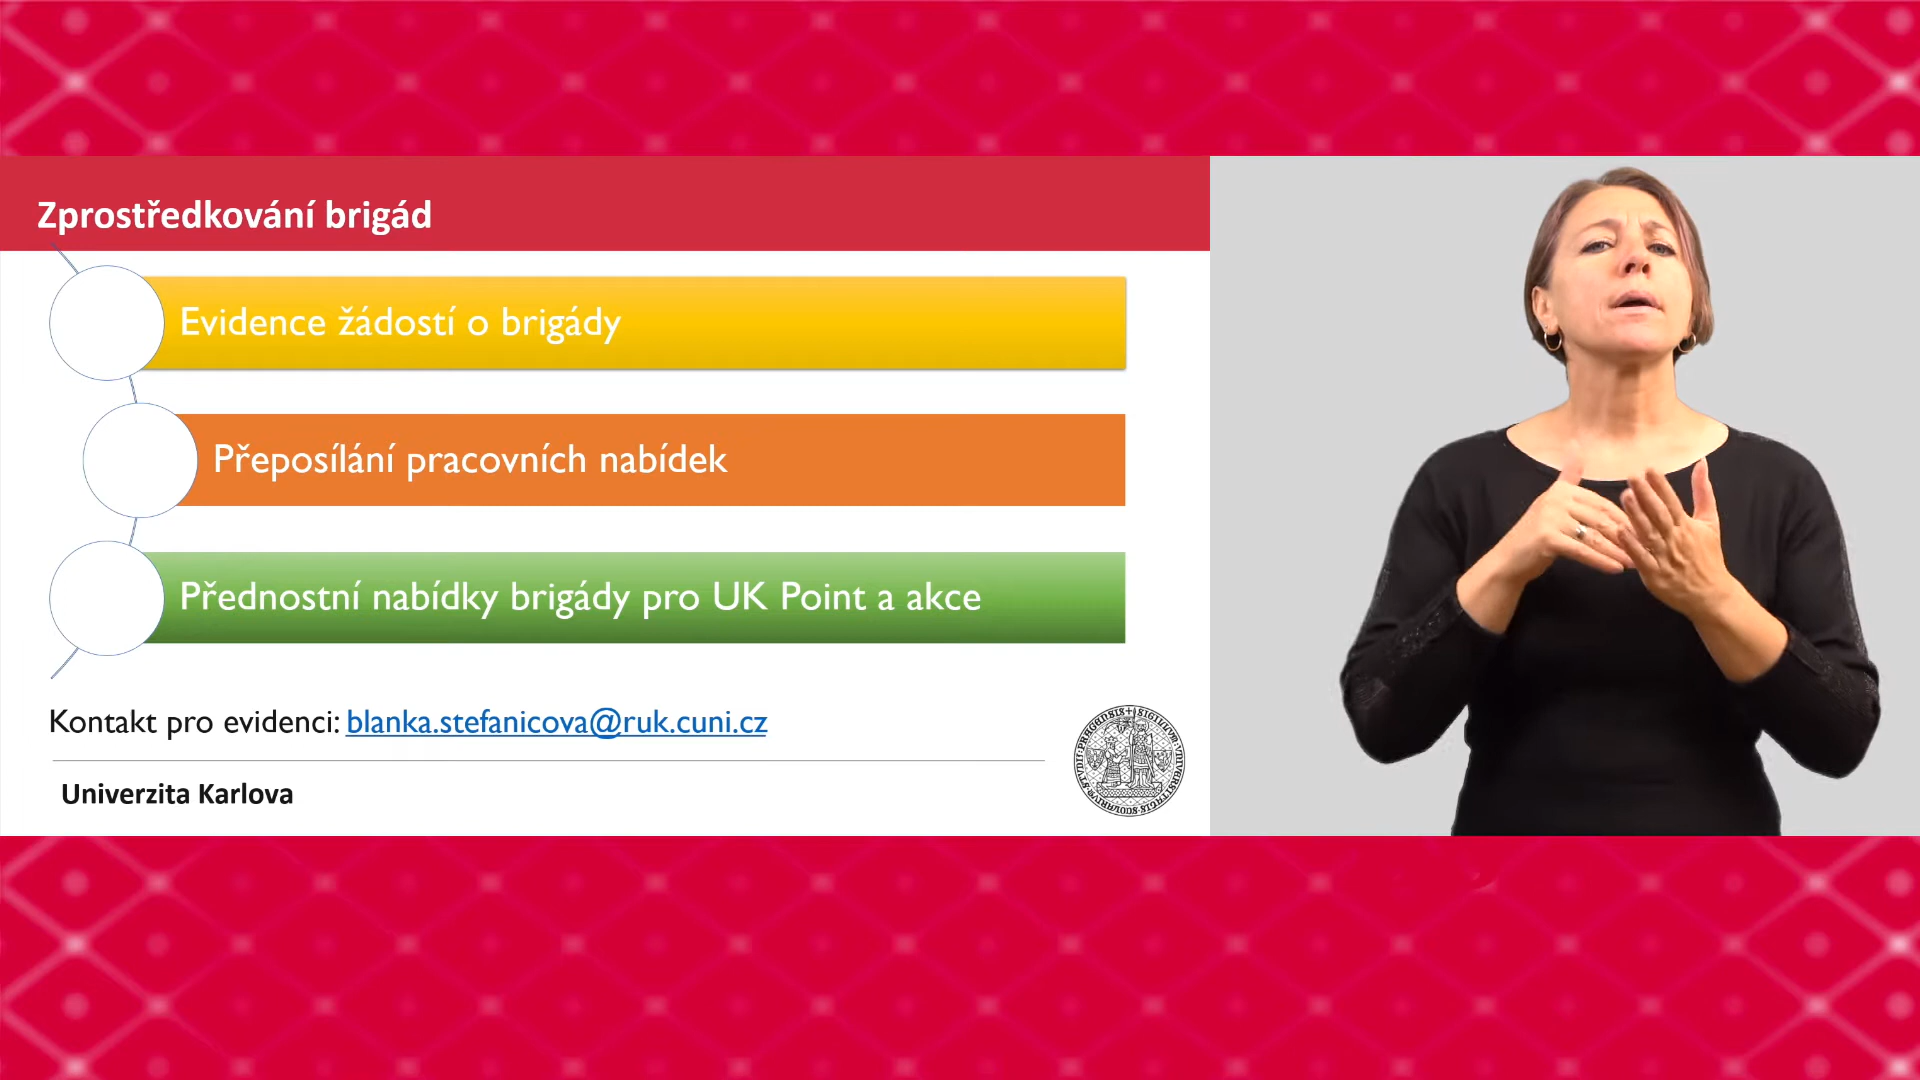 Zprostředkování brigád
Evidence žádostí o brigády
Přeposílání pracovních nabídek
Přednostní nabídky brigády pro UK Point a akce
Kontakt pro evidenci: blanka.stefanicova@ruk.cuni.cz
Univerzita Karlova